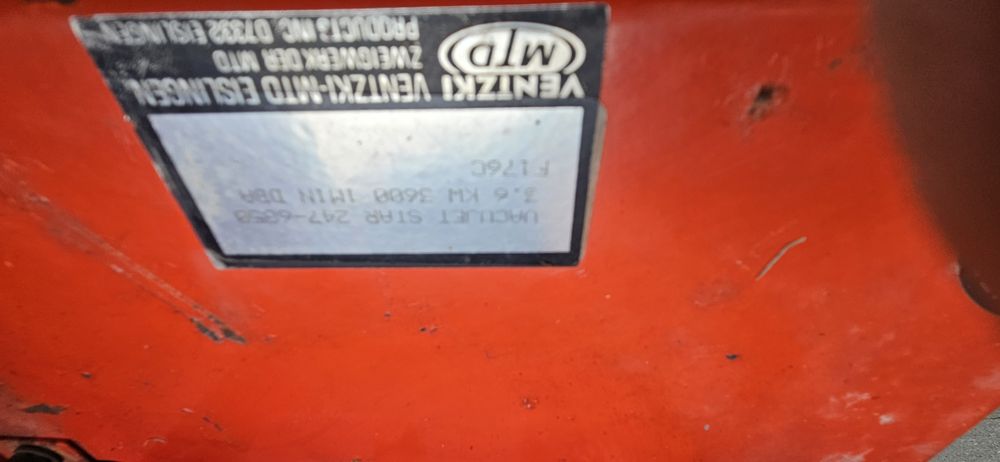 VACUJET STAR 247-6050
3.6 KW 3600 1MIN DBA
F176C
VENTZKI VENTZKI-MTD EISLINGEN
MTD ZWEIGWERK DER MTD
PRODUCTS INC D7332 EISLINGEN